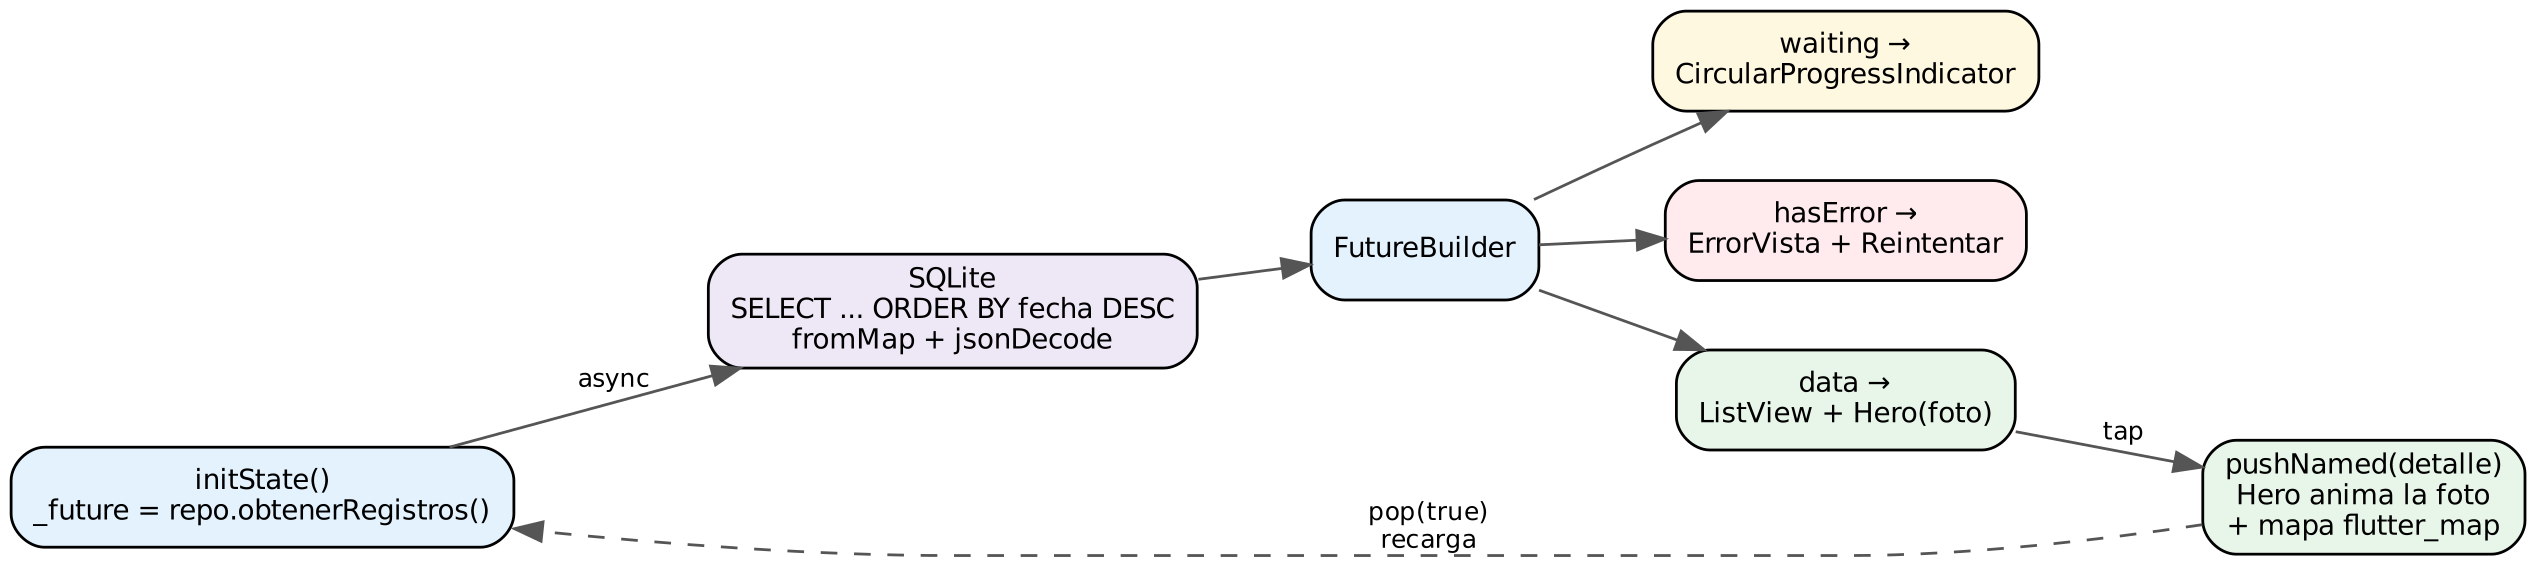 initState()
_future = repo.obtenerRegistros()
async
SQLite
SELECT ... ORDER BY fecha DESC
fromMap + jsonDecode
FutureBuilder
waiting →
CircularProgressIndicator
hasError →
ErrorVista + Reintentar
data →
ListView + Hero(foto)
tap
pushNamed(detalle)
Hero anima la foto
+ mapa flutter_map
pop(true)
recarga